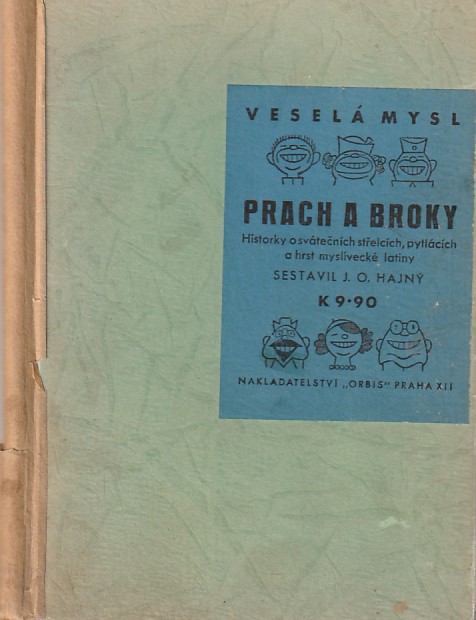 VESELÁ MYSL
PRACH A BROKY
Historky o svátečních střelcích, pytlácích
a hrst myslivecké latiny
SESTAVIL J. O. HAJNÝ
K 9·90
NAKLADATELSTVÍ „ORBIS" PRAHA XII